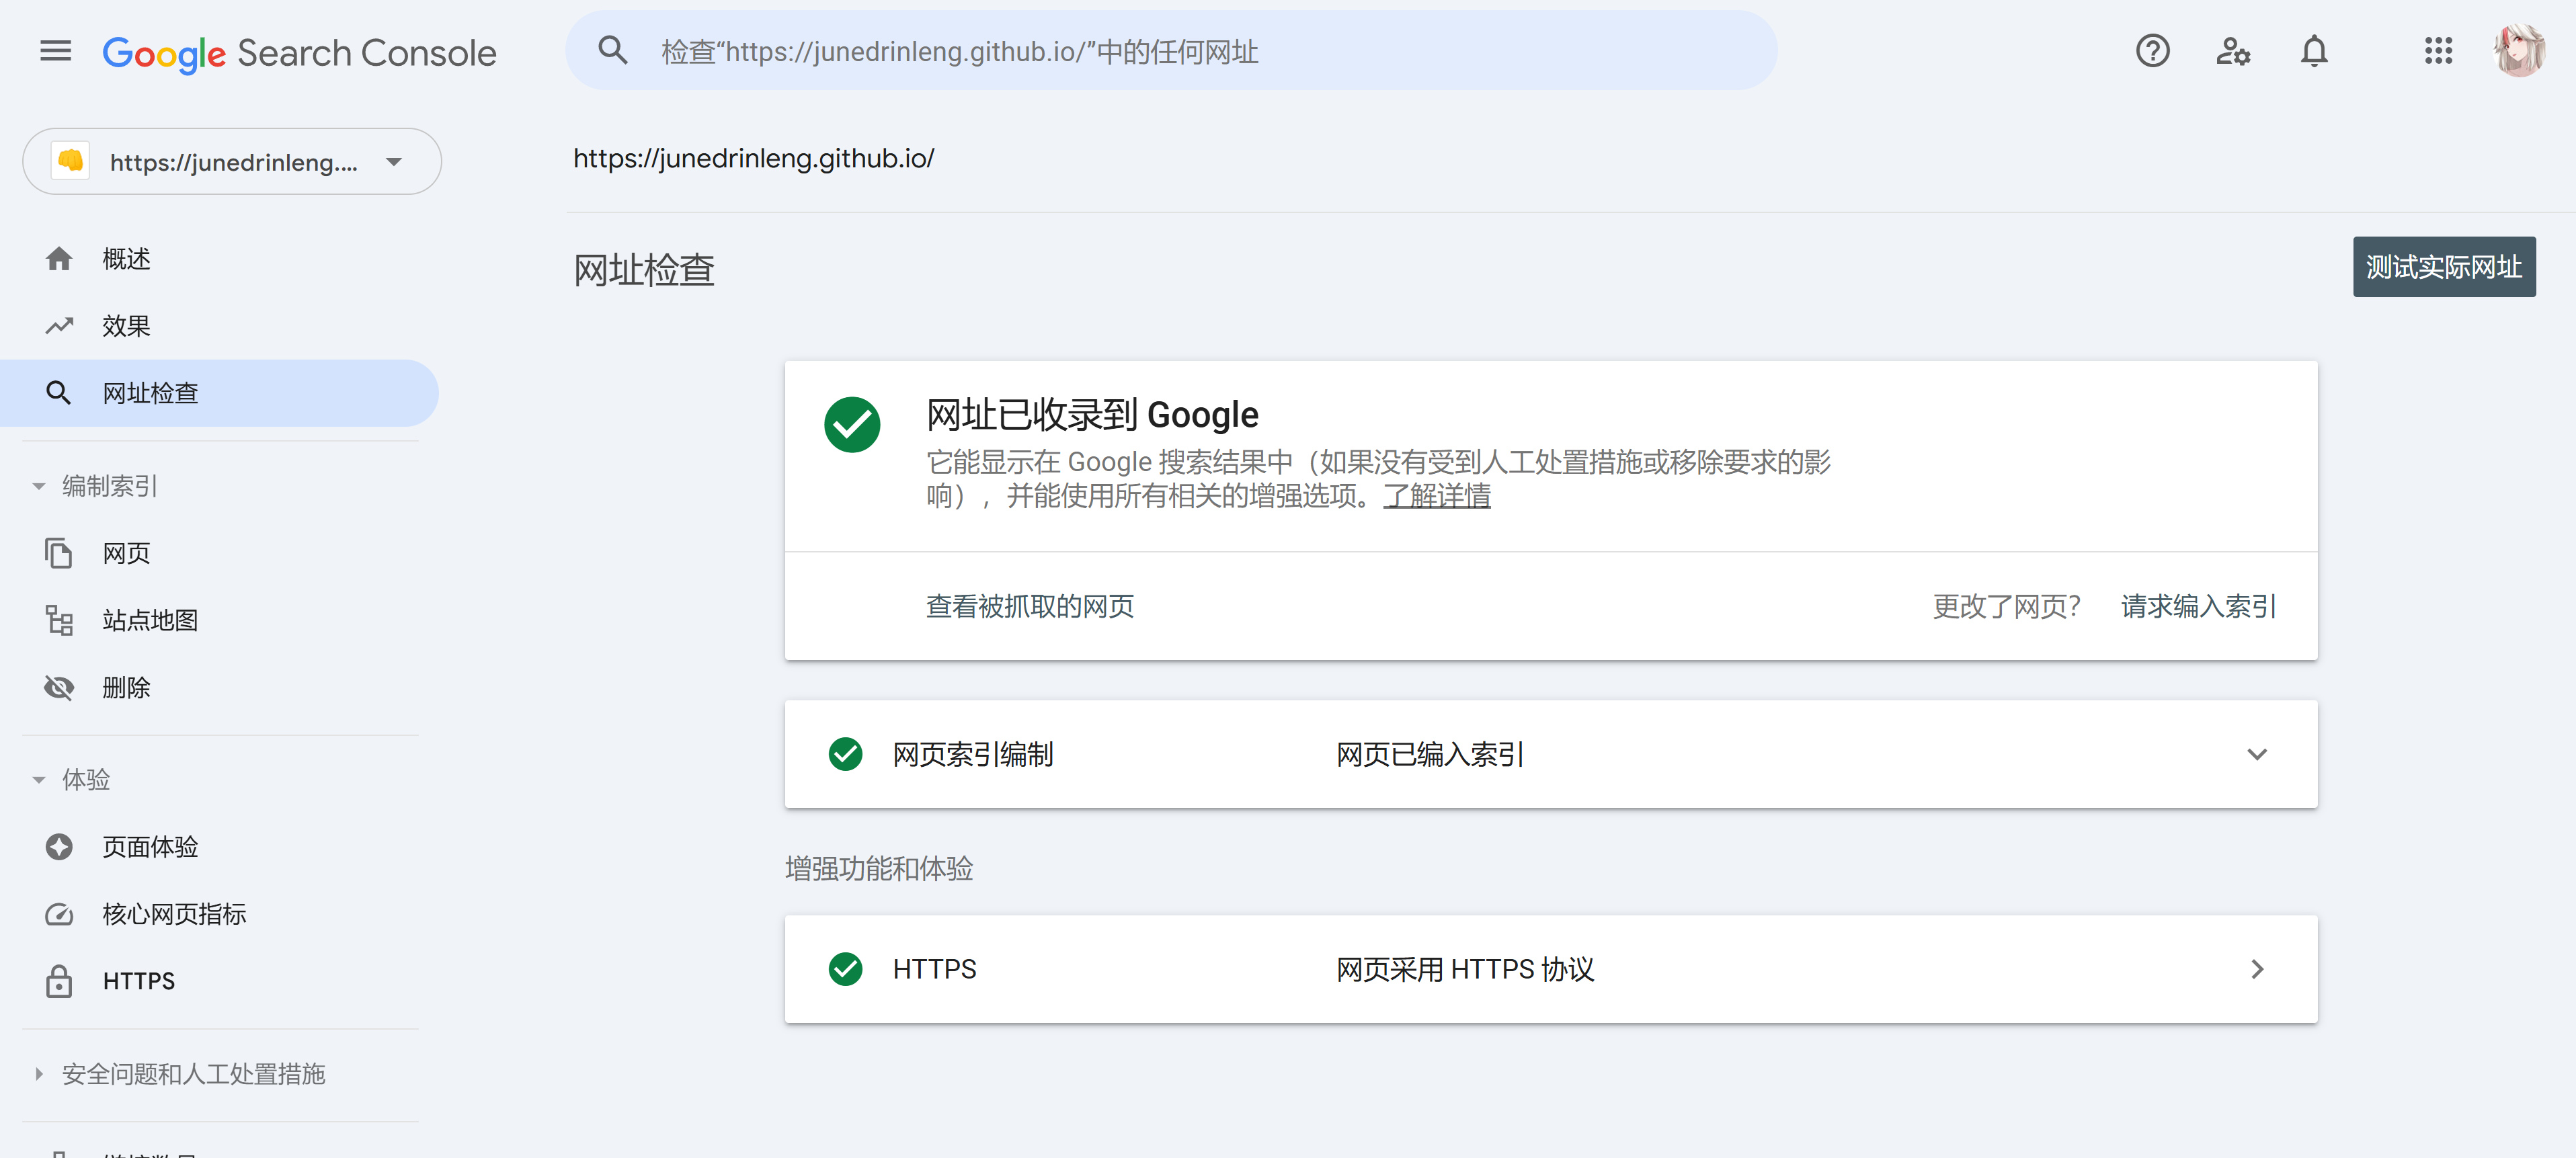 Google Search Console
检查“https://junedrinleng.github.io/”中的任何网址
https://junedrinleng....
https://junedrinleng.github.io/
概述
效果
网址检查
编制索引
网页
站点地图
删除
体验
页面体验
核心网页指标
HTTPS
安全问题和人工处置措施
网址检查
测试实际网址
网址已收录到 Google
它能显示在 Google 搜索结果中（如果没有受到人工处置措施或移除要求的影
响），并能使用所有相关的增强选项。了解详情
查看被抓取的网页
更改了网页？ 请求编入索引
网页索引编制 网页已编入索引
增强功能和体验
HTTPS 网页采用 HTTPS 协议